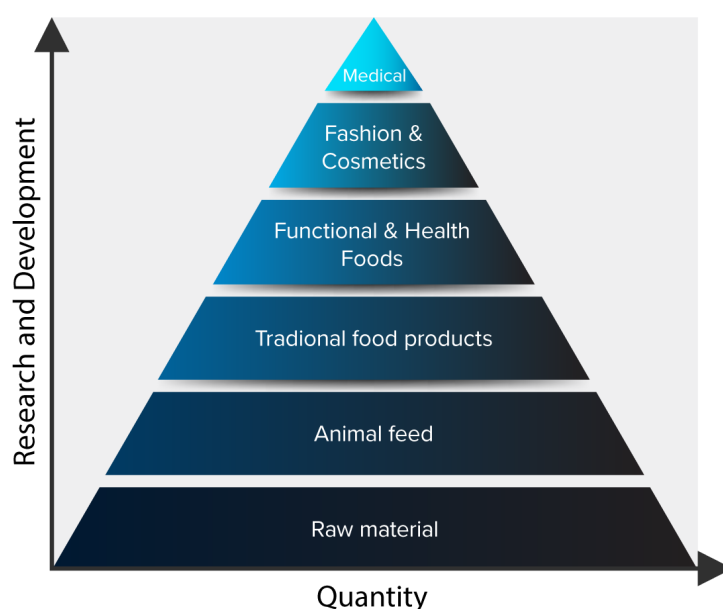 Research and Development
Medical
Fashion &
Cosmetics
Functional & Health
Foods
Tradional food products
Animal feed
Raw material
Quantity